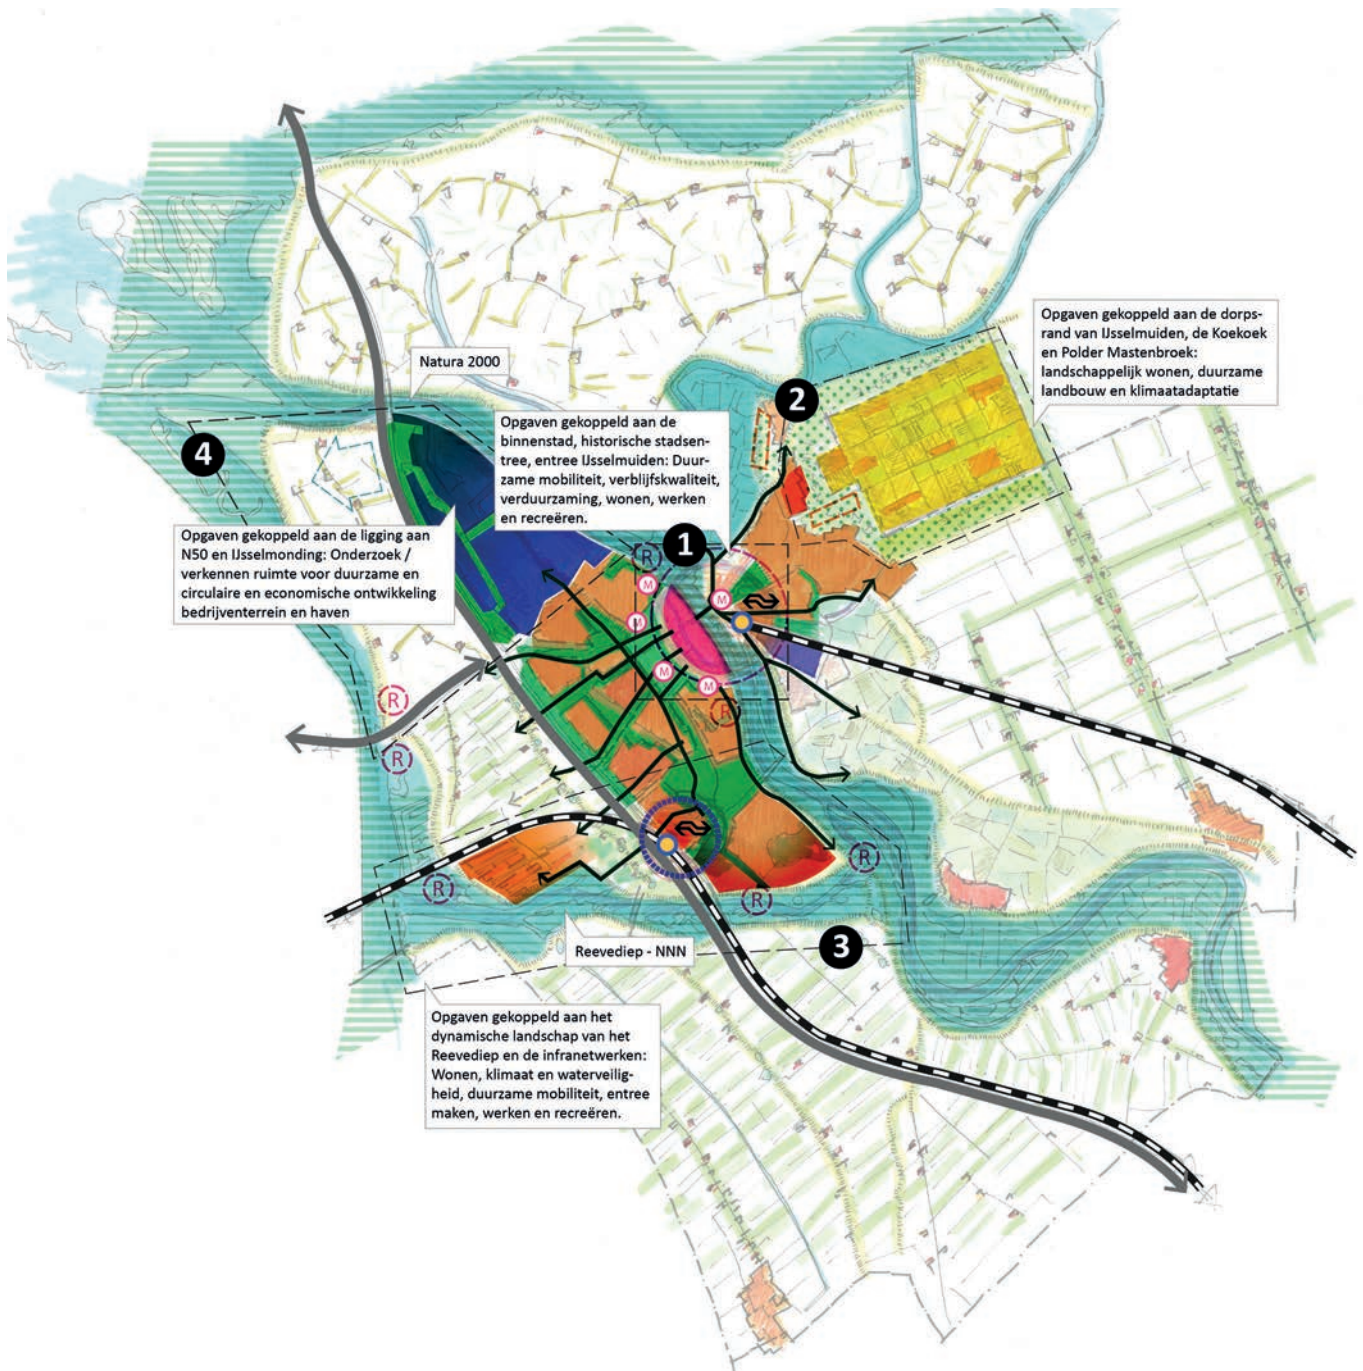 Natura 2000
Opgaven gekoppeld aan de dorps-
rand van IJsselmuiden, de Koekoek
en Polder Mastenbroek:
landschappelijk wonen, duurzame
landbouw en klimaatadaptatie
2
4
Opgaven gekoppeld aan de
binnenstad, historische stadsen-
tree, entree IJsselmuiden: Duur-
zame mobiliteit, verblijfskwaliteit,
verduurzaming, wonen, werken
en recreëren.
1
Opgaven gekoppeld aan de ligging aan
N50 en IJsselmonding: Onderzoek /
verkennen ruimte voor duurzame en
circulaire en economische ontwikkeling
bedrijventerrein en haven
R
M
M
M
M
M
R
R
R
R
R
R
Reevediep - NNN
3
Opgaven gekoppeld aan het
dynamische landschap van het
Reevediep en de infranetwerken:
Wonen, klimaat en waterveilig-
heid, duurzame mobiliteit, entree
maken, werken en recreëren.